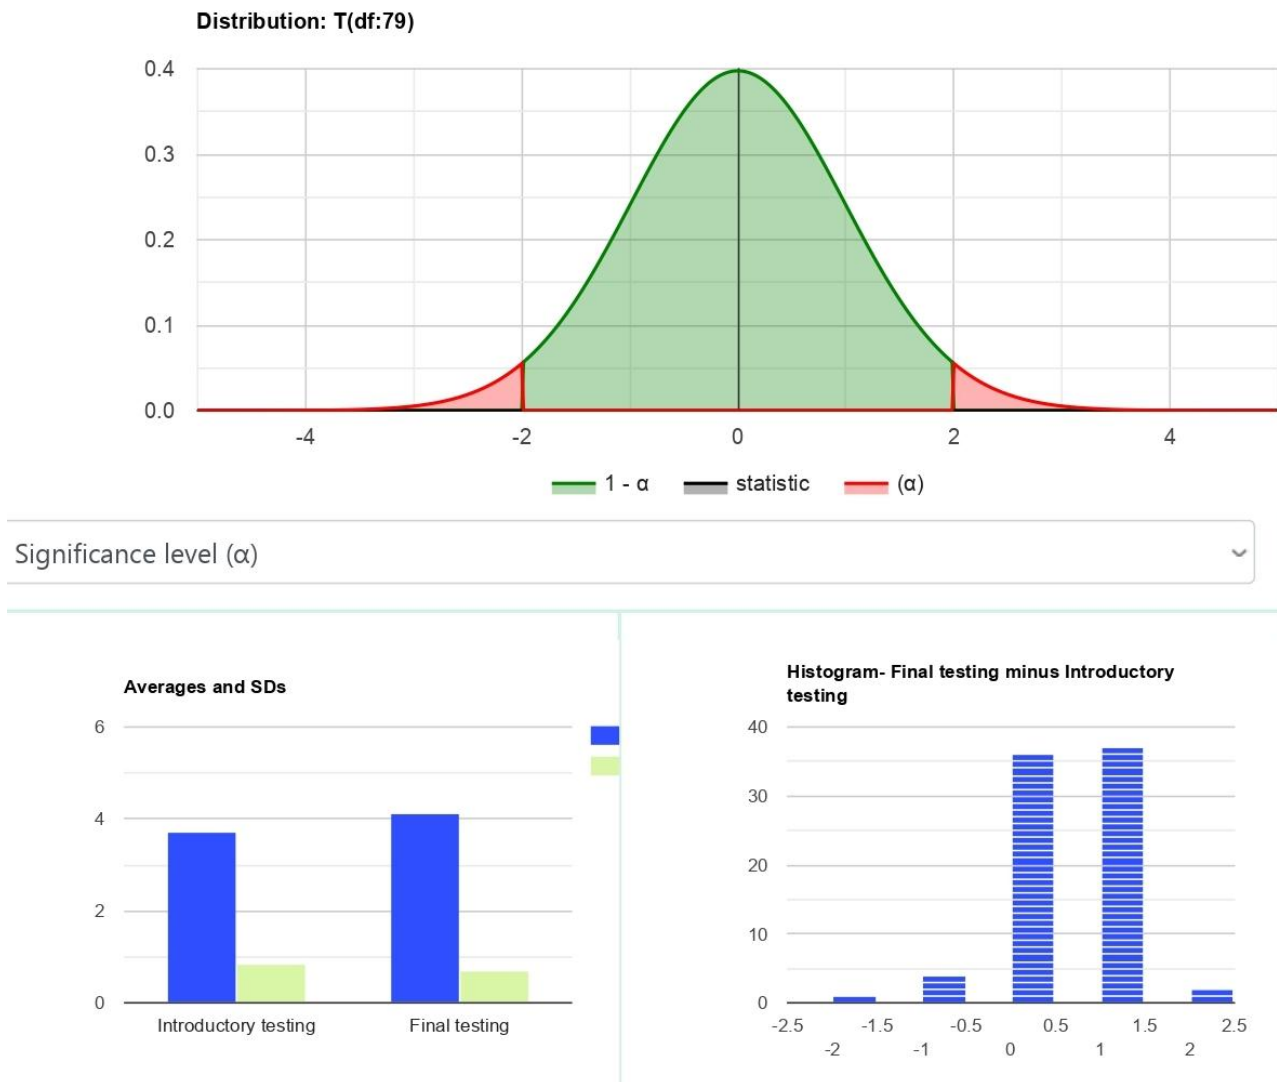 Distribution: T(df:79)
0.4
0.3
0.2
0.1
0.0
-4 -2 0 2 4
1 - α statistic (α)
Significance level (α)
Averages and SDs
6
4
2
0
Introductory testing Final testing
Histogram- Final testing minus Introductory
testing
40
30
20
10
0
-2.5 -1.5 -0.5 0.5 1.5 2.5
-2 -1 0 1 2